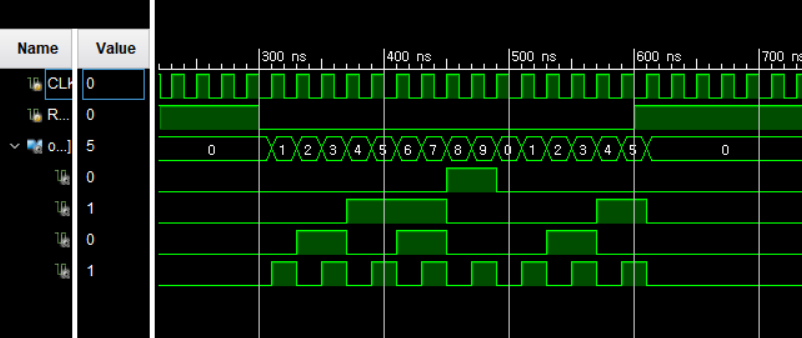 Name Value
300 ns 400 ns 500 ns 600 ns 700 ns
CLK 0
R... 0
o...] 5 0 1 2 3 4 5 6 7 8 9 0 1 2 3 4 5 0
0
1
0
1